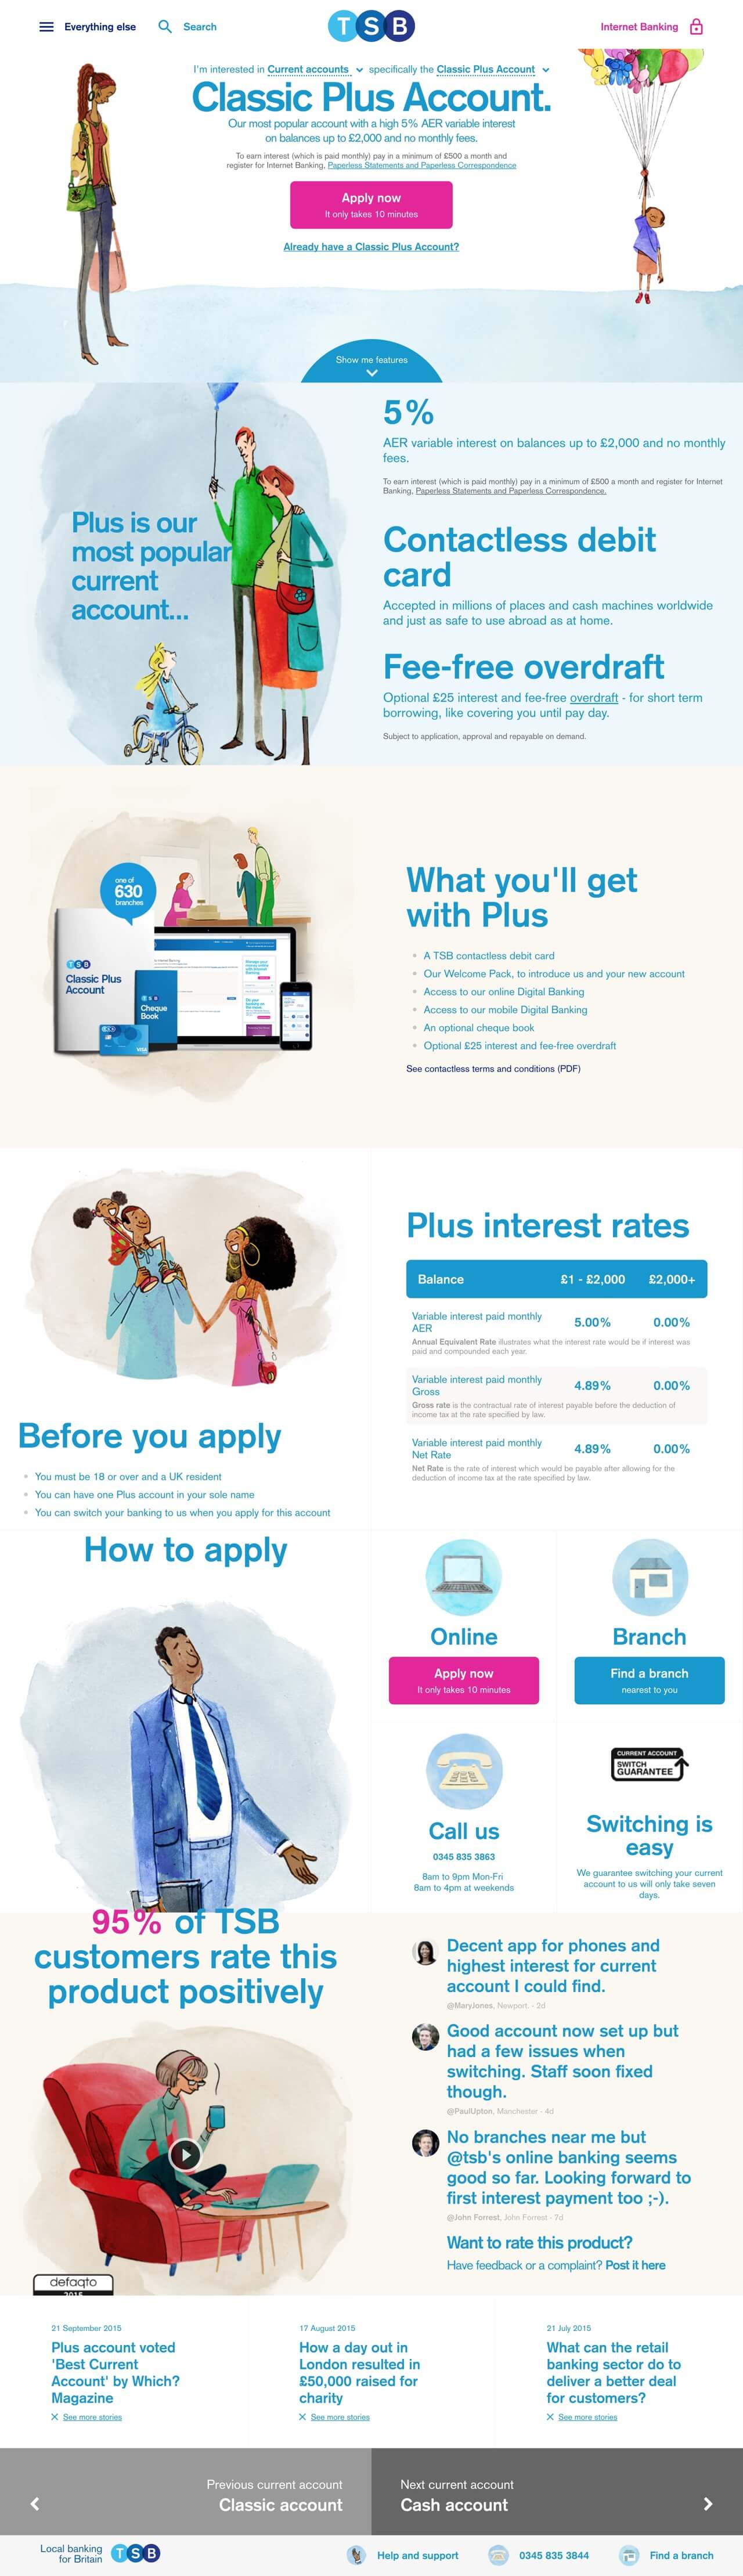 Everything else
Search
TSB
Internet Banking
I'm interested in Current accounts specifically the Classic Plus Account
Classic Plus Account.
Our most popular account with a high 5% AER variable interest
on balances up to £2,000 and no monthly fees.
To earn interest (which is paid monthly) pay in a minimum of £500 a month and
register for Internet Banking, Paperless Statements and Paperless Correspondence
Apply now
It only takes 10 minutes
Already have a Classic Plus Account?
Show me features
Plus is our
most popular
current
account...
5%
AER variable interest on balances up to £2,000 and no monthly
fees.
To earn interest (which is paid monthly) pay in a minimum of £500 a month and register for Internet
Banking, Paperless Statements and Paperless Correspondence.
Contactless debit
card
Accepted in millions of places and cash machines worldwide
and just as safe to use abroad as at home.
Fee-free overdraft
Optional £25 interest and fee-free overdraft - for short term
borrowing, like covering you until pay day.
Subject to application, approval and repayable on demand.
one of
630
branches
TSB
Classic Plus
Account
TSB
Cheque
Book
VISA
What you'll get
with Plus
A TSB contactless debit card
Our Welcome Pack, to introduce us and your new account
Access to our online Digital Banking
Access to our mobile Digital Banking
An optional cheque book
Optional £25 interest and fee-free overdraft
See contactless terms and conditions (PDF)
Before you apply
You must be 18 or over and a UK resident
You can have one Plus account in your sole name
You can switch your banking to us when you apply for this account
Plus interest rates
Balance £1 - £2,000 £2,000+
Variable interest paid monthly
AER 5.00% 0.00%
Annual Equivalent Rate illustrates what the interest rate would be if interest was
paid and compounded each year.
Variable interest paid monthly
Gross 4.89% 0.00%
Gross rate is the contractual rate of interest payable before the deduction of
income tax at the rate specified by law.
Variable interest paid monthly
Net Rate 4.89% 0.00%
Net Rate is the rate of interest which would be payable after allowing for the
deduction of income tax at the rate specified by law.
How to apply
Online
Apply now
It only takes 10 minutes
Branch
Find a branch
nearest to you
Call us
0345 835 3863
8am to 9pm Mon-Fri
8am to 4pm at weekends
CURRENT ACCOUNT
SWITCH
GUARANTEE
Switching is
easy
We guarantee switching your current
account to us will only take seven
days.
95% of TSB
customers rate this
product positively
defaqto
2015
Decent app for phones and
highest interest for current
account I could find.
@MaryJones, Newport. - 2d
Good account now set up but
had a few issues when
switching. Staff soon fixed
though.
@PaulUpton, Manchester - 4d
No branches near me but
@tsb's online banking seems
good so far. Looking forward to
first interest payment too ;-).
@John Forrest, John Forrest - 7d
Want to rate this product?
Have feedback or a complaint? Post it here
21 September 2015
Plus account voted
'Best Current
Account' by Which?
Magazine
See more stories
17 August 2015
How a day out in
London resulted in
£50,000 raised for
charity
See more stories
21 July 2015
What can the retail
banking sector do to
deliver a better deal
for customers?
See more stories
Previous current account
Classic account
Next current account
Cash account
Local banking
for Britain
TSB
Help and support
0345 835 3844
Find a branch